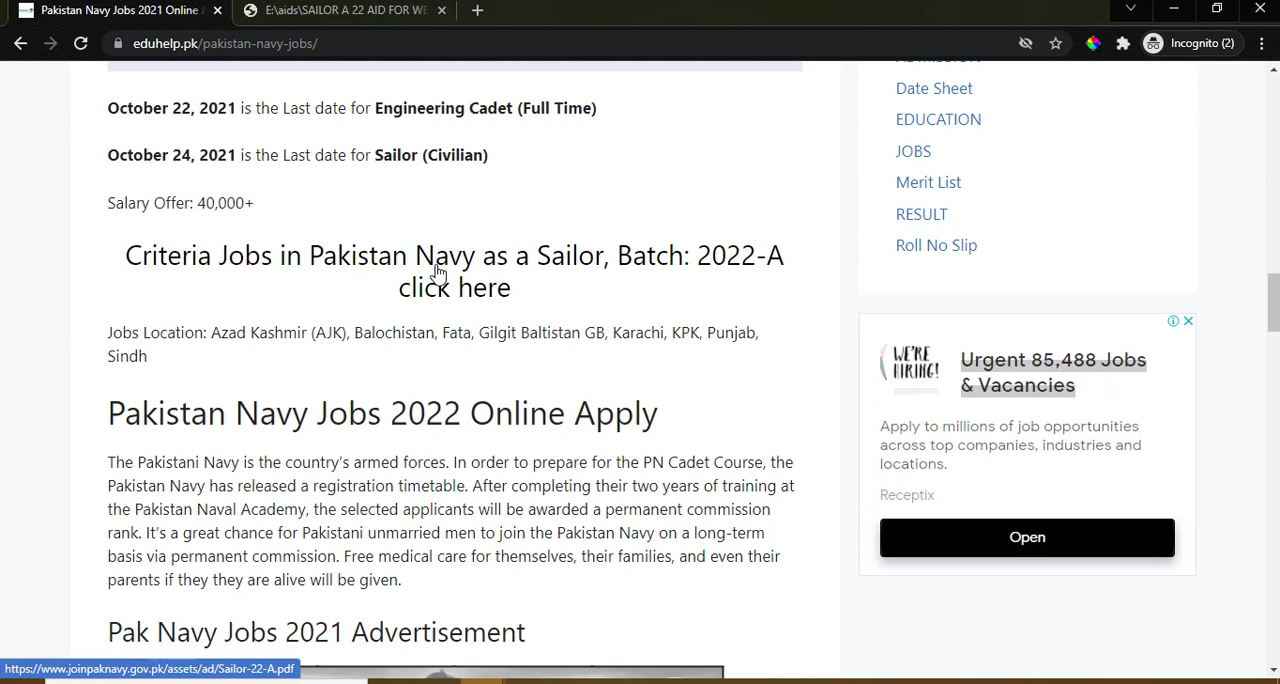 Pakistan Navy Jobs 2021 Online A
E:\aids\SAILOR A 22 AID FOR WE
eduhelp.pk/pakistan-navy-jobs/
Incognito (2)
October 22, 2021 is the Last date for Engineering Cadet (Full Time)
October 24, 2021 is the Last date for Sailor (Civilian)
Salary Offer: 40,000+
Criteria Jobs in Pakistan Navy as a Sailor, Batch: 2022-A
click here
Jobs Location: Azad Kashmir (AJK), Balochistan, Fata, Gilgit Baltistan GB, Karachi, KPK, Punjab,
Sindh
Pakistan Navy Jobs 2022 Online Apply
The Pakistani Navy is the country's armed forces. In order to prepare for the PN Cadet Course, the
Pakistan Navy has released a registration timetable. After completing their two years of training at
the Pakistan Naval Academy, the selected applicants will be awarded a permanent commission
rank. It's a great chance for Pakistani unmarried men to join the Pakistan Navy on a long-term
basis via permanent commission. Free medical care for themselves, their families, and even their
parents if they they are alive will be given.
Pak Navy Jobs 2021 Advertisement
https://www.joinpaknavy.gov.pk/assets/ad/Sailor-22-A.pdf
ADMISSION
Date Sheet
EDUCATION
JOBS
Merit List
RESULT
Roll No Slip
WE'RE
HIRING!
Urgent 85,488 Jobs
& Vacancies
Apply to millions of job opportunities
across top companies, industries and
locations.
Receptix
Open